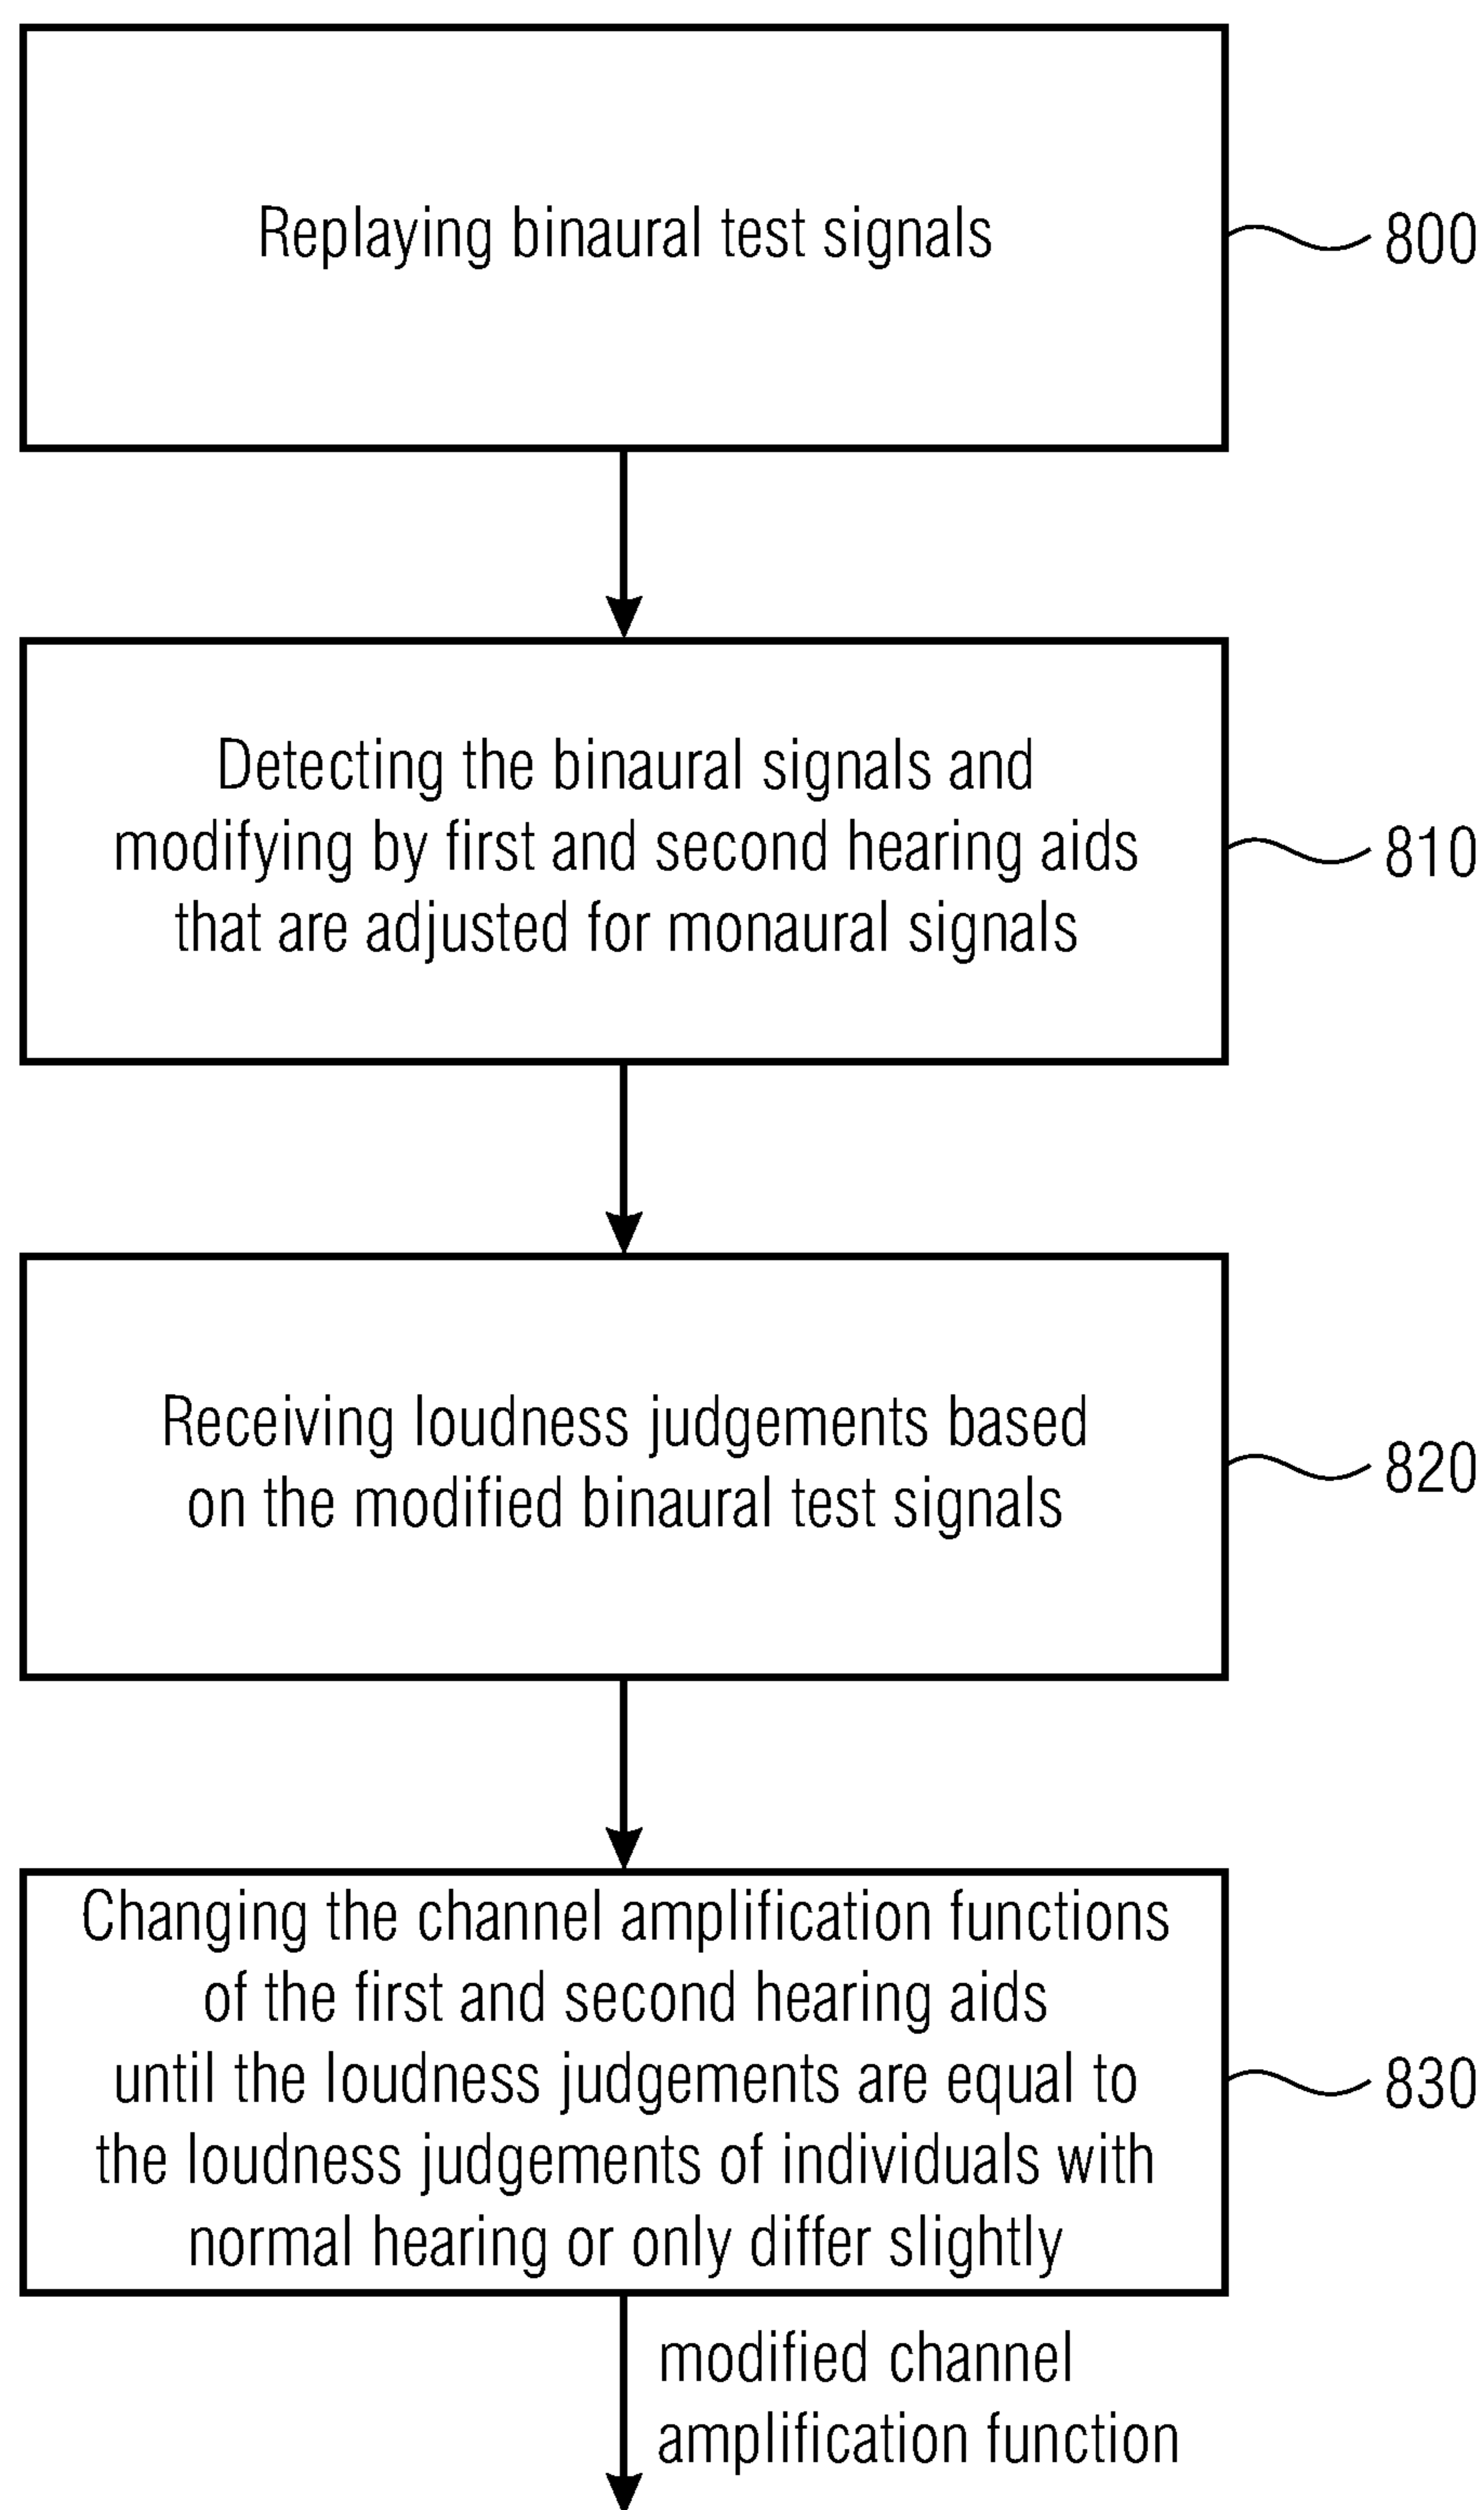 Replaying binaural test signals
800
Detecting the binaural signals and
modifying by first and second hearing aids
that are adjusted for monaural signals
810
Receiving loudness judgements based
on the modified binaural test signals
820
Changing the channel amplification functions
of the first and second hearing aids
until the loudness judgements are equal to
the loudness judgements of individuals with
normal hearing or only differ slightly
830
modified channel
amplification function